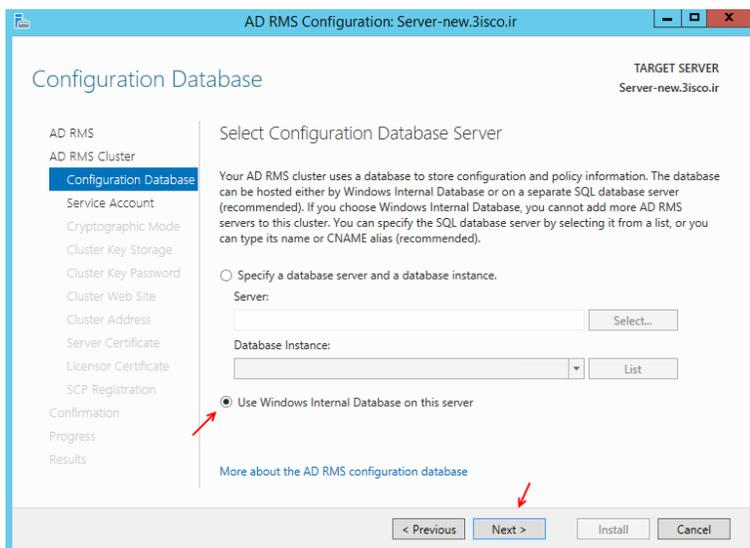 AD RMS Configuration: Server-new.3isco.ir
Configuration Database
TARGET SERVER
Server-new.3isco.ir
AD RMS
AD RMS Cluster
Configuration Database
Service Account
Cryptographic Mode
Cluster Key Storage
Cluster Key Password
Cluster Web Site
Cluster Address
Server Certificate
Licensor Certificate
SCP Registration
Confirmation
Progress
Results
Select Configuration Database Server
Your AD RMS cluster uses a database to store configuration and policy information. The database
can be hosted either by Windows Internal Database or on a separate SQL database server
(recommended). If you choose Windows Internal Database, you cannot add more AD RMS
servers to this cluster. You can specify the SQL database server by selecting it from a list, or you
can type its name or CNAME alias (recommended).
Specify a database server and a database instance.
Server:
Select...
Database Instance:
List
Use Windows Internal Database on this server
More about the AD RMS configuration database
< Previous
Next >
Install
Cancel